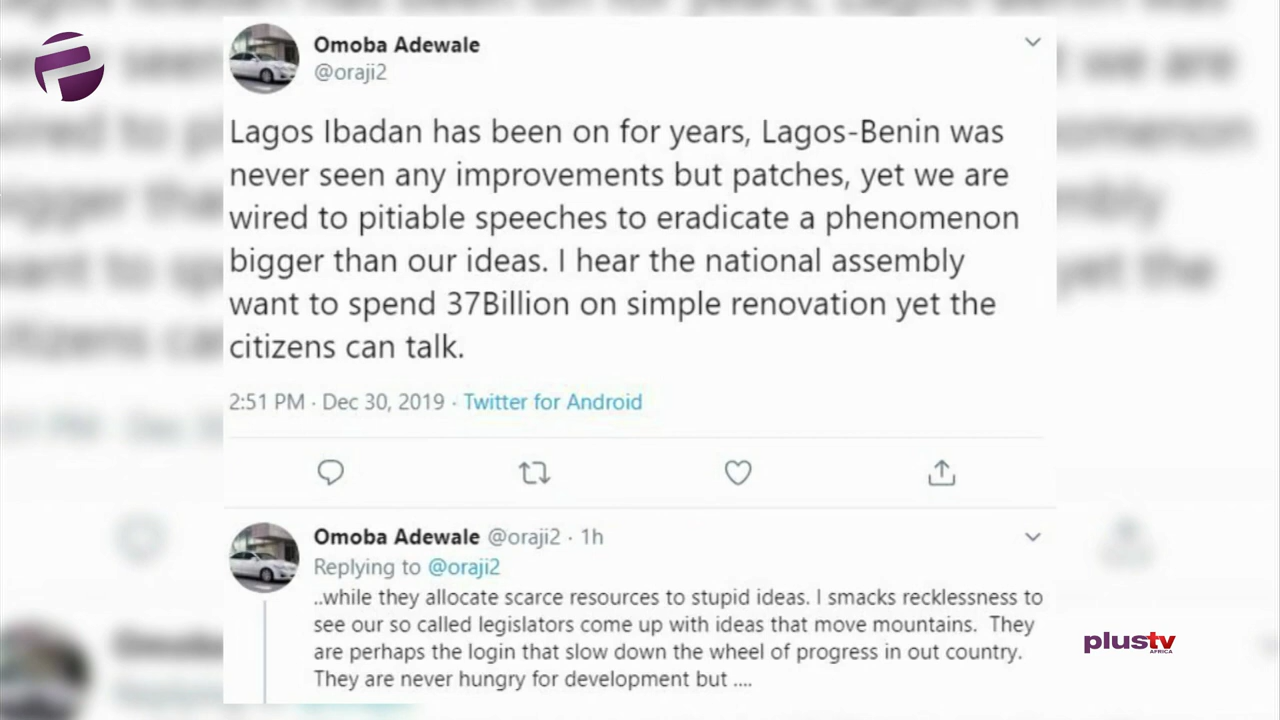 Omoba Adewale
@oraji2
Lagos Ibadan has been on for years, Lagos-Benin was
never seen any improvements but patches, yet we are
wired to pitiable speeches to eradicate a phenomenon
bigger than our ideas. I hear the national assembly
want to spend 37Billion on simple renovation yet the
citizens can talk.
2:51 PM · Dec 30, 2019 · Twitter for Android
Omoba Adewale @oraji2 · 1h
Replying to @oraji2
..while they allocate scarce resources to stupid ideas. I smacks recklessness to
see our so called legislators come up with ideas that move mountains. They
are perhaps the login that slow down the wheel of progress in out country.
They are never hungry for development but ....
plustv
AFRICA